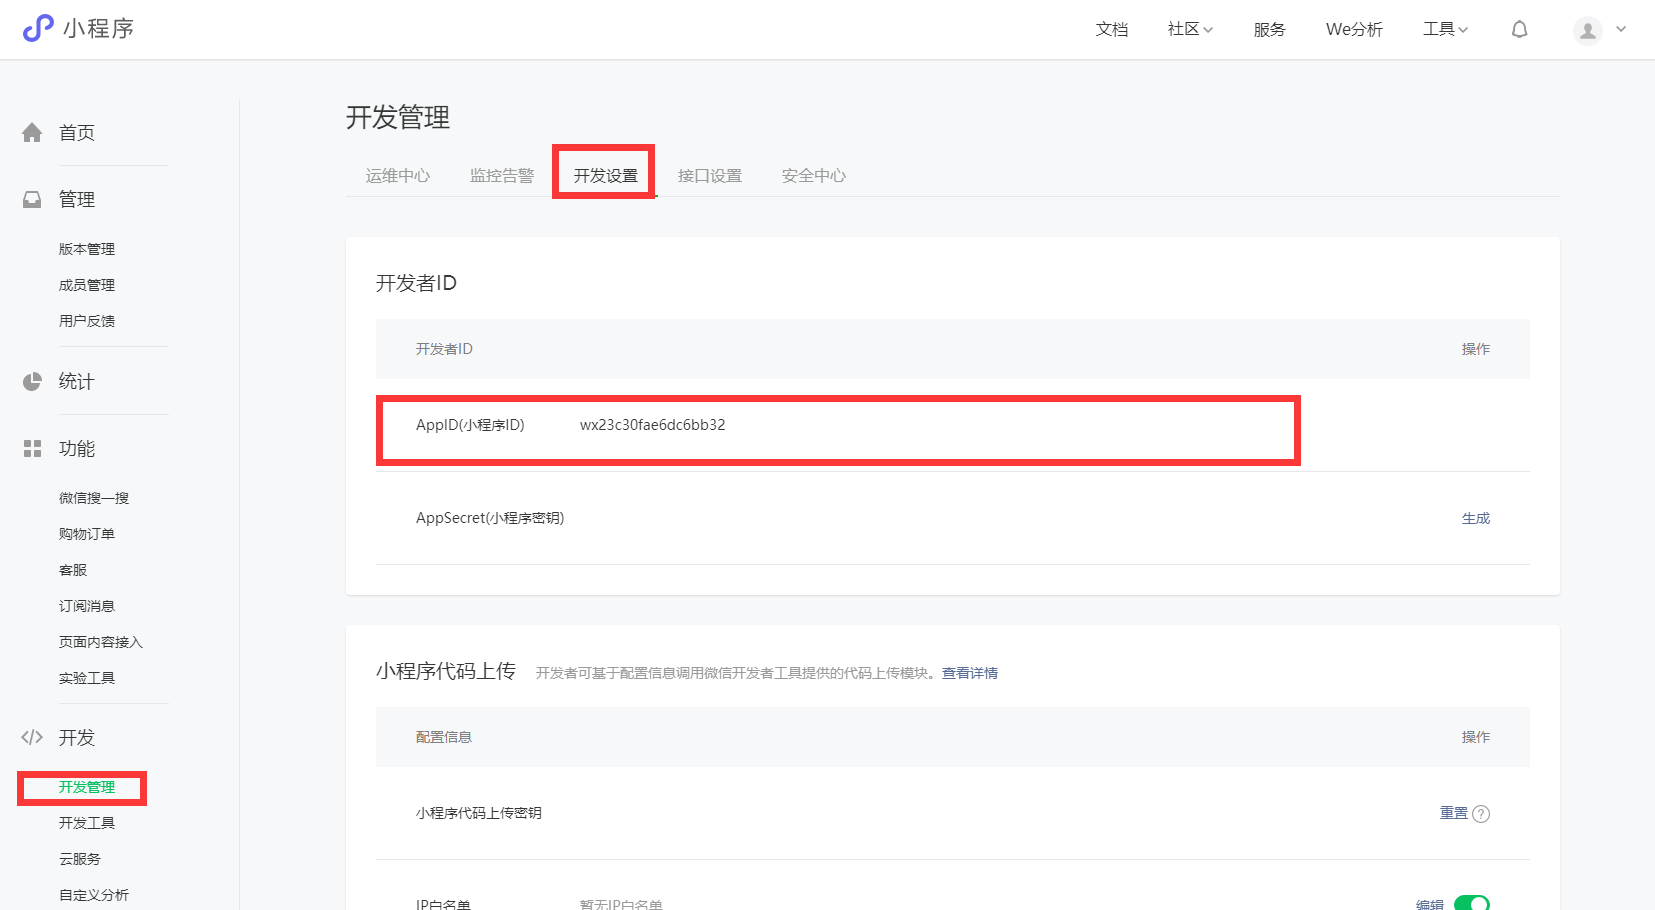 小程序
文档 社区 服务 We分析 工具
首页
管理
版本管理
成员管理
用户反馈
统计
功能
微信搜一搜
购物订单
客服
订阅消息
页面内容接入
实验工具
开发
开发管理
开发工具
云服务
自定义分析
开发管理
运维中心 监控告警 开发设置 接口设置 安全中心
开发者ID
开发者ID 操作
AppID(小程序ID) wx23c30fae6dc6bb32
AppSecret(小程序密钥) 生成
小程序代码上传 开发者可基于配置信息调用微信开发者工具提供的代码上传模块。查看详情
配置信息 操作
小程序代码上传密钥 重置 ?
IP白名单 暂无IP白名单 编辑